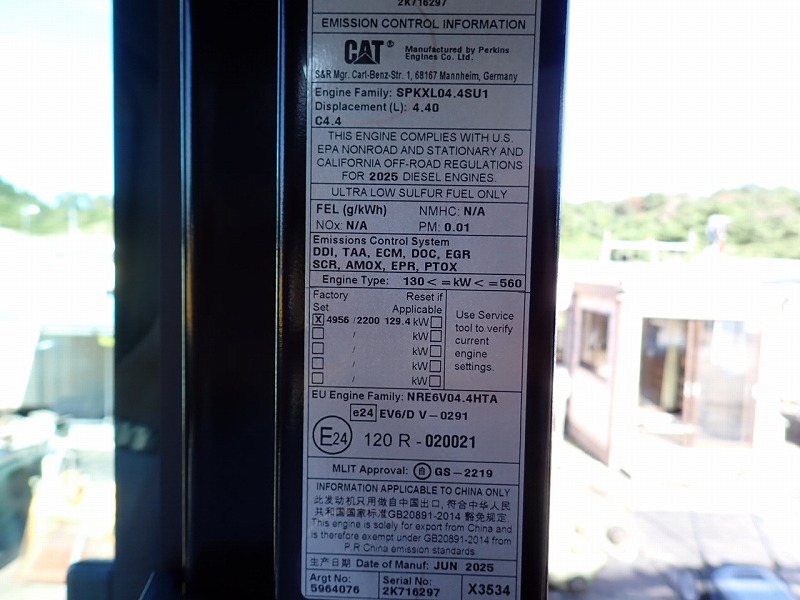 2K716297
EMISSION CONTROL INFORMATION
CAT® Manufactured by Perkins
Engines Co. Ltd.
S&R Mgr. Carl-Benz-Str. 1, 68167 Mannheim, Germany
Engine Family: SPKXL04.4SU1
Displacement (L): 4.40
C4.4
THIS ENGINE COMPLIES WITH U.S.
EPA NONROAD AND STATIONARY AND
CALIFORNIA OFF-ROAD REGULATIONS
FOR 2025 DIESEL ENGINES.
ULTRA LOW SULFUR FUEL ONLY
FEL (g/kWh) NMHC: N/A
NOx: N/A PM: 0.01
Emissions Control System
DDI, TAA, ECM, DOC, EGR
SCR, AMOX, EPR, PTOX
Engine Type: 130 < =kW < =560
Factory Set
Reset if Applicable
X 4956 /2200 129.4 kW
/ kW
/ kW
/ kW
/ kW
Use Service
tool to verify
current
engine
settings.
EU Engine Family: NRE6V04.4HTA
e24 EV6/D V-0291
E24 120 R - 020021
MLIT Approval: 自 GS-2219
INFORMATION APPLICABLE TO CHINA ONLY
此发动机只用做自中国出口, 符合中华人民
共和国国家标准GB20891-2014 豁免规定.
This engine is solely for export from China and
is therefore exempt under GB20891-2014 from
P.R.China emission standards.
生产日期 Date of Manuf: JUN 2025
Argt No:
5964076
Serial No:
2K716297
X3534